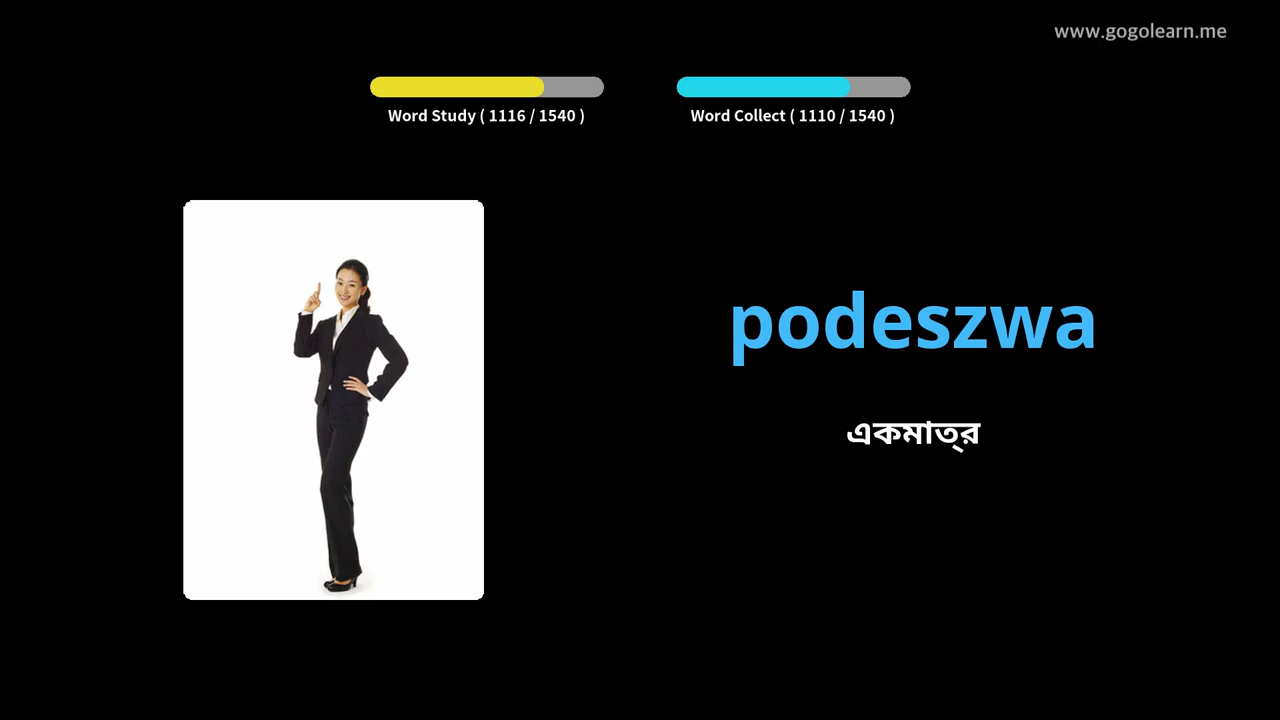 www.gogolearn.me
Word Study ( 1116 / 1540 )
Word Collect ( 1110 / 1540 )
podeszwa
একমাত্র